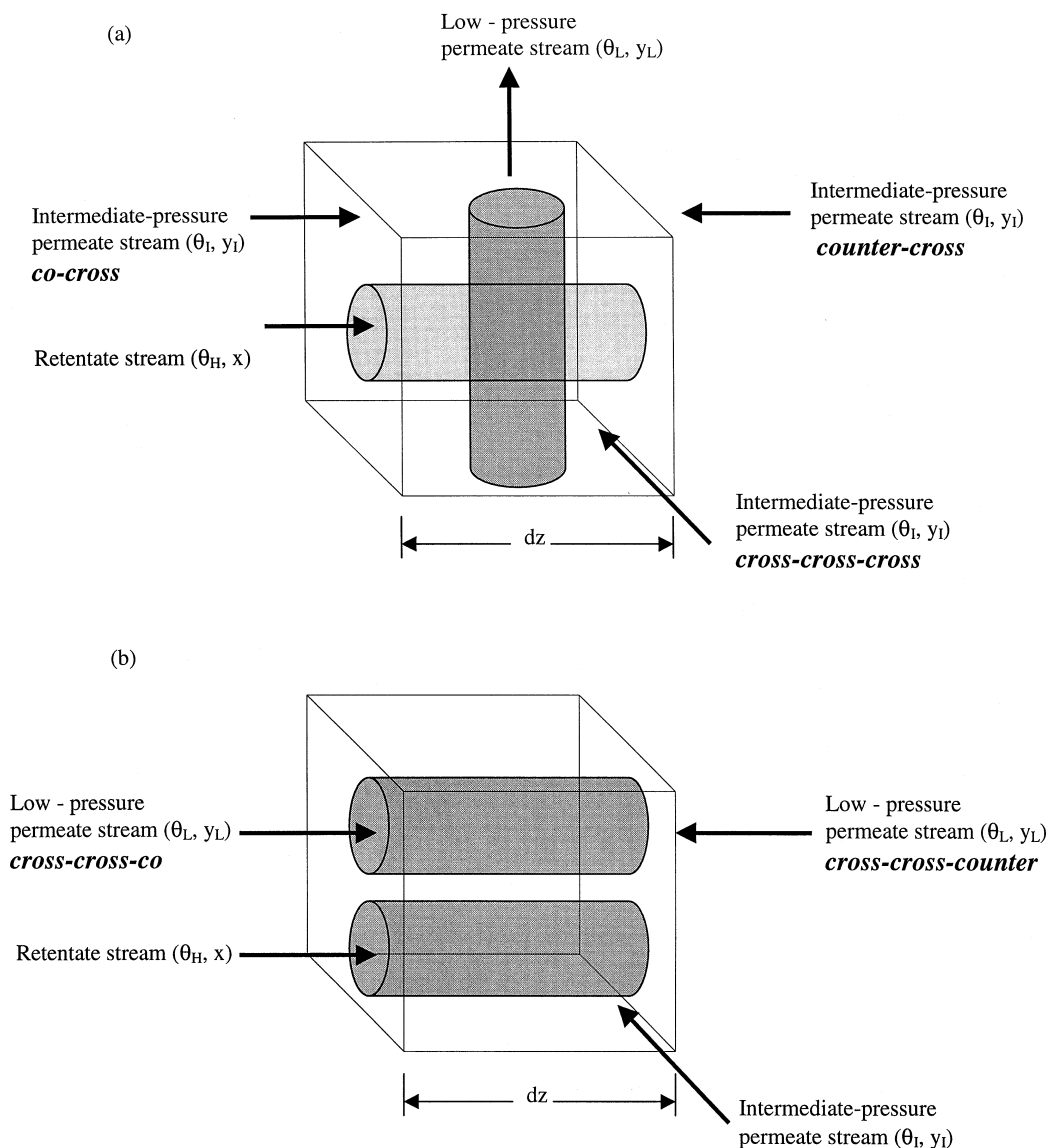 (a)
Low - pressure
permeate stream (θL, yL)
Intermediate-pressure
permeate stream (θI, yI)
co-cross
Intermediate-pressure
permeate stream (θI, yI)
counter-cross
Retentate stream (θH, x)
Intermediate-pressure
permeate stream (θI, yI)
cross-cross-cross
dz
(b)
Low - pressure
permeate stream (θL, yL)
cross-cross-co
Low - pressure
permeate stream (θL, yL)
cross-cross-counter
Retentate stream (θH, x)
dz
Intermediate-pressure
permeate stream (θI, yI)